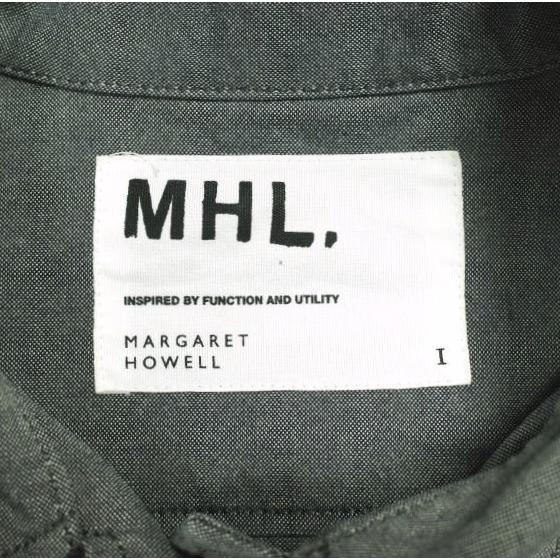 MHL.
INSPIRED BY FUNCTION AND UTILITY
MARGARET
HOWELL
I